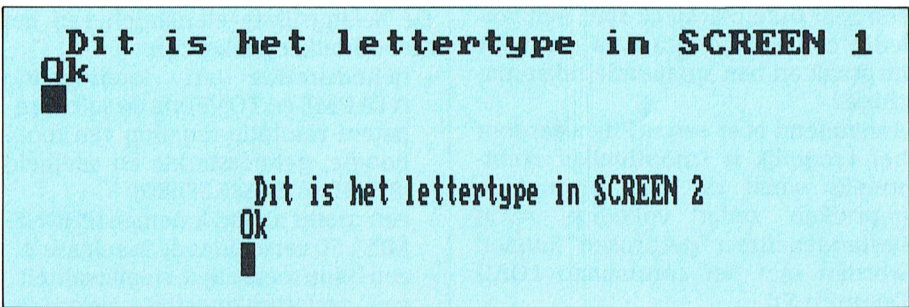 Dit is het lettertype in SCREEN 1
Ok
Dit is het lettertype in SCREEN 2
Ok